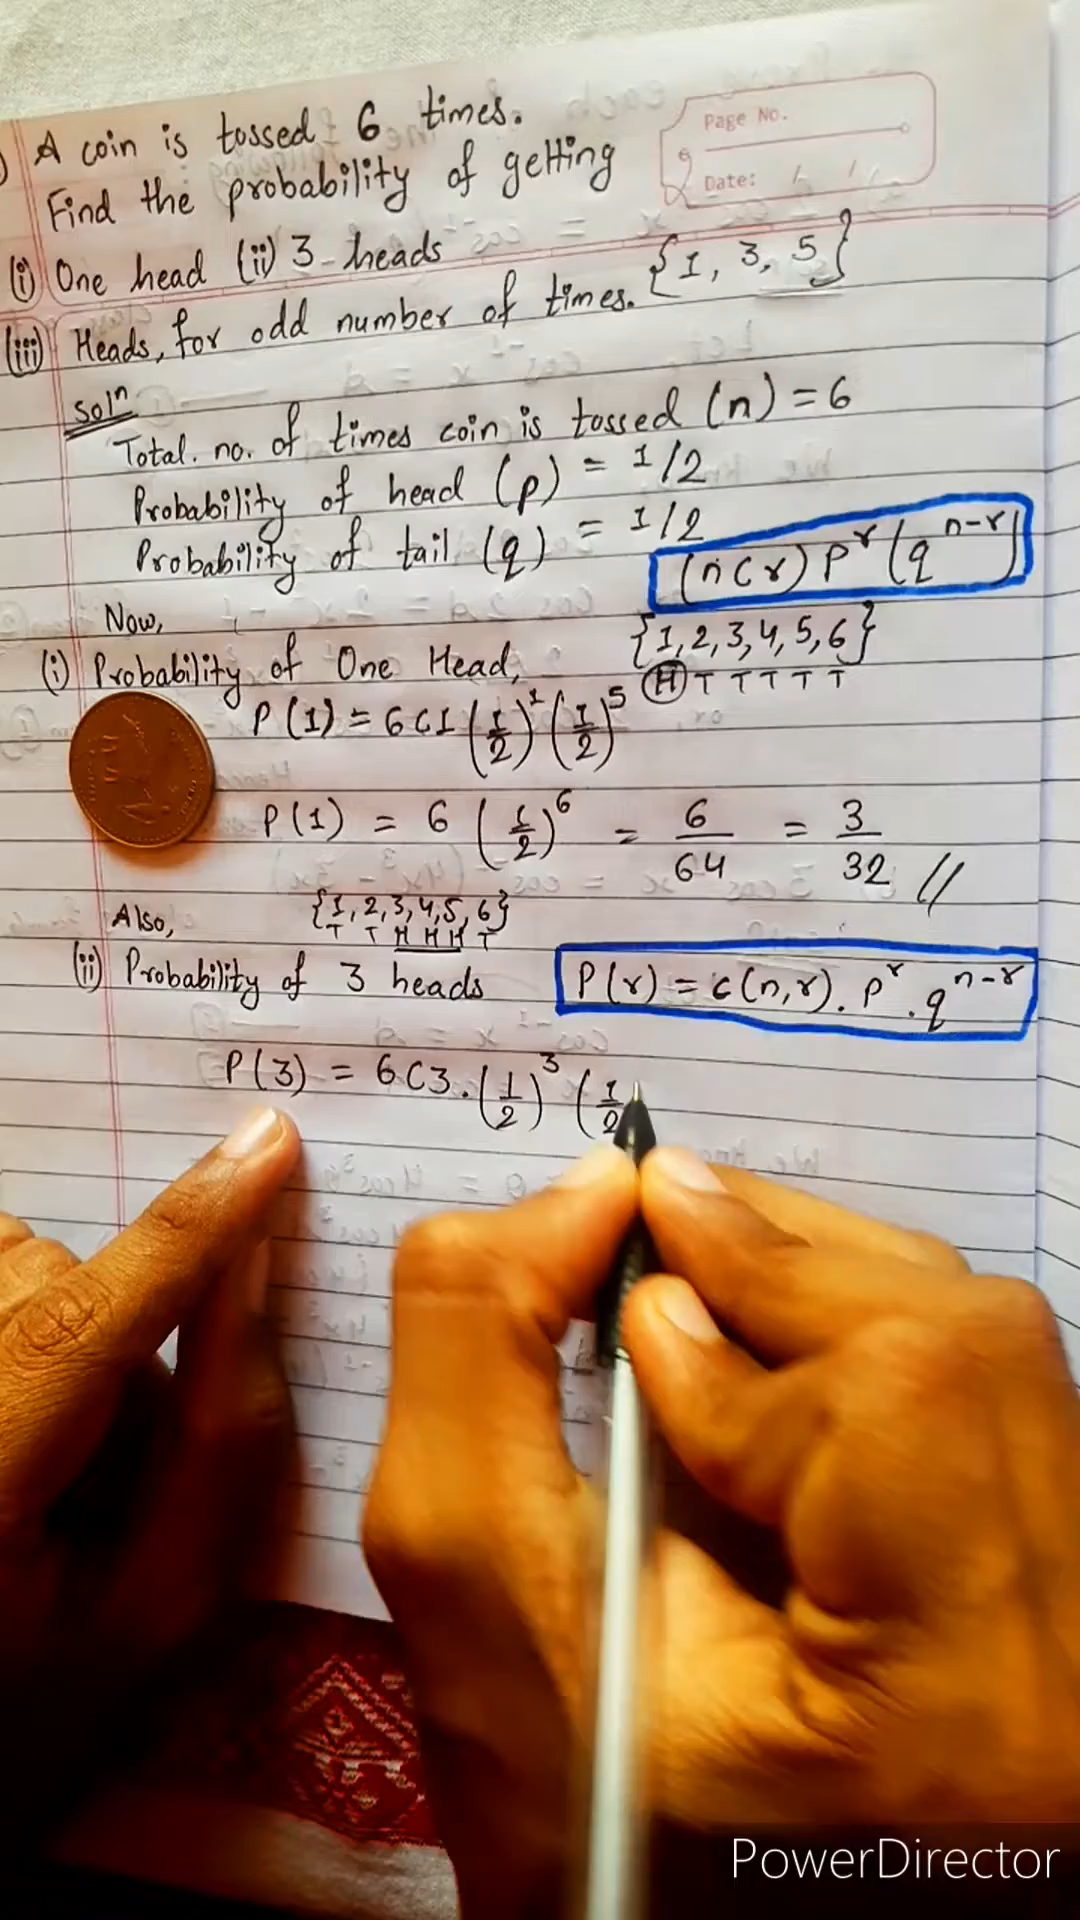 A coin is tossed 6 times.
Find the probability of getting
Page No.
Date:
(i) One head (ii) 3 heads
(iii) Heads, for odd number of times. {1, 3, 5}
Solⁿ
Total. no. of times coin is tossed (n) = 6
Probability of head (p) = 1/2
Probability of tail (q) = 1/2
(nCr) pʳ (qⁿ⁻ʳ)
Now,
{1,2,3,4,5,6}
H T T T T T
(i) Probability of One Head,
P(1) = 6C1 (1/2)¹ (1/2)⁵
P(1) = 6 (1/2)⁶ = 6/64 = 3/32 //
Also,
{1,2,3,4,5,6}
T T H H H T
(ii) Probability of 3 heads
P(r) = c(n,r). pʳ. qⁿ⁻ʳ
P(3) = 6C3.(1/2)³ (1/2
PowerDirector